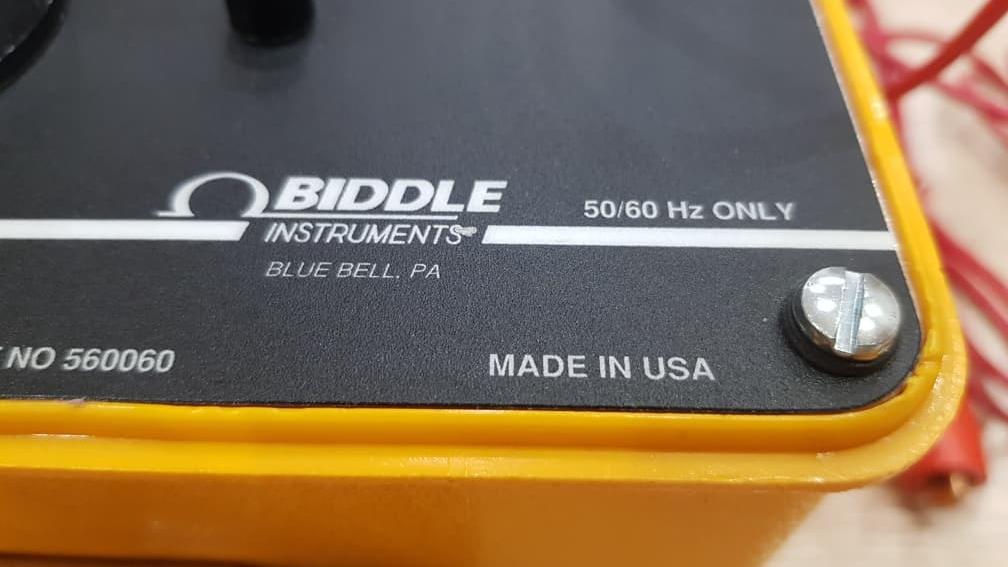 BIDDLE 50/60 Hz ONLY
INSTRUMENTS
BLUE BELL, PA
NO 560060 MADE IN USA